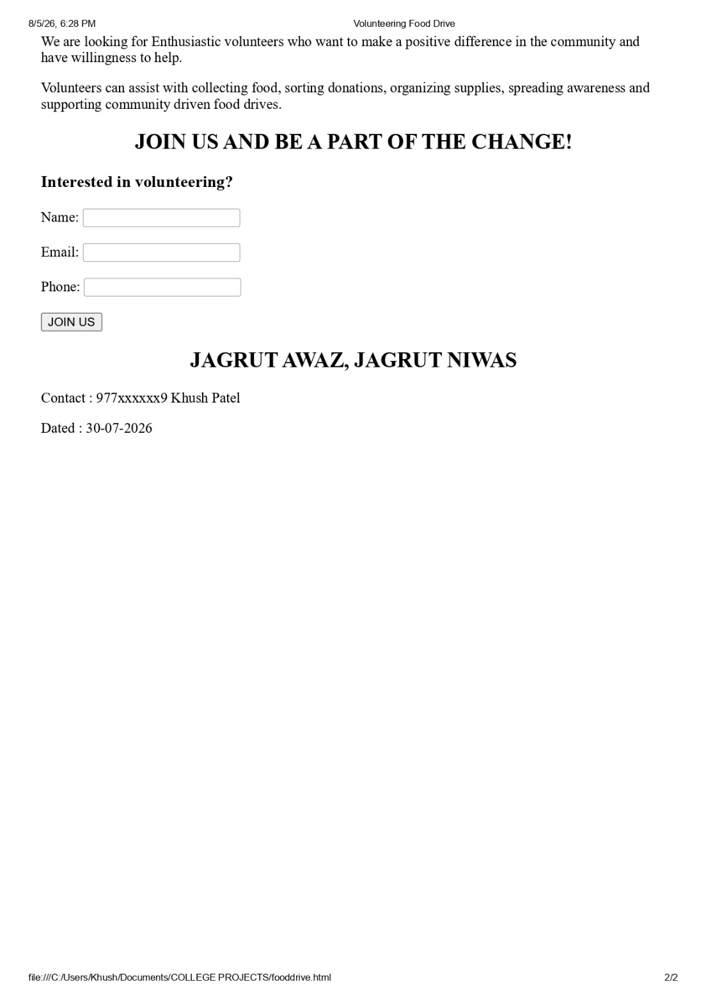 8/5/26, 6:28 PM Volunteering Food Drive
We are looking for Enthusiastic volunteers who want to make a positive difference in the community and
have willingness to help.
Volunteers can assist with collecting food, sorting donations, organizing supplies, spreading awareness and
supporting community driven food drives.
JOIN US AND BE A PART OF THE CHANGE!
Interested in volunteering?
Name:
Email:
Phone:
JOIN US
JAGRUT AWAZ, JAGRUT NIWAS
Contact : 977xxxxxx9 Khush Patel
Dated : 30-07-2026
file:///C:/Users/Khush/Documents/COLLEGE PROJECTS/fooddrive.html 2/2